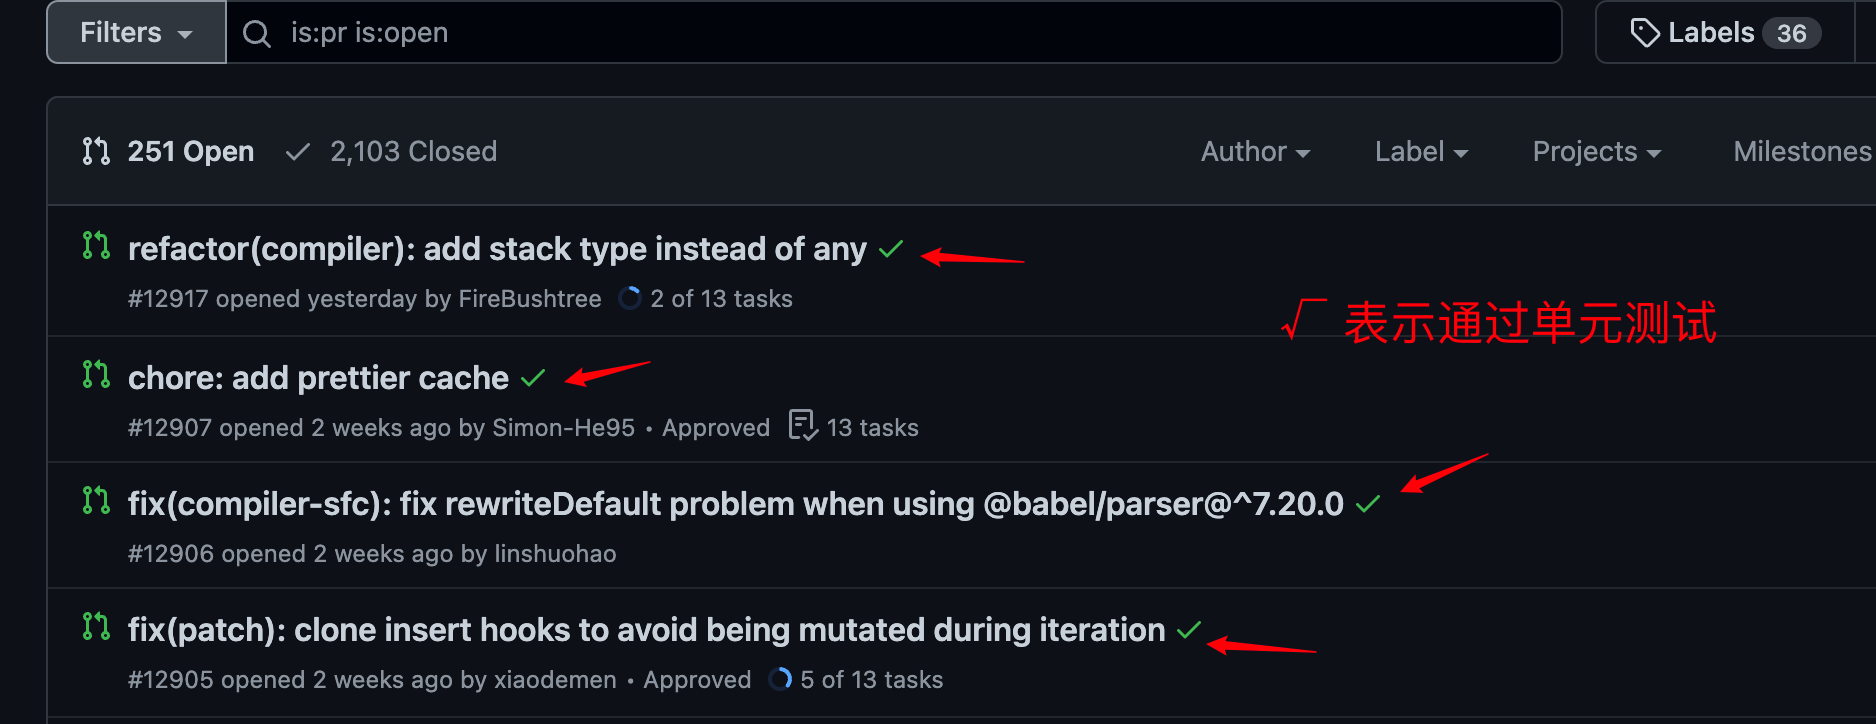 Filters is:pr is:open Labels 36
251 Open 2,103 Closed Author Label Projects Milestones
refactor(compiler): add stack type instead of any
#12917 opened yesterday by FireBushtree 2 of 13 tasks
√ 表示通过单元测试
chore: add prettier cache
#12907 opened 2 weeks ago by Simon-He95 • Approved 13 tasks
fix(compiler-sfc): fix rewriteDefault problem when using @babel/parser@^7.20.0
#12906 opened 2 weeks ago by linshuohao
fix(patch): clone insert hooks to avoid being mutated during iteration
#12905 opened 2 weeks ago by xiaodemen • Approved 5 of 13 tasks